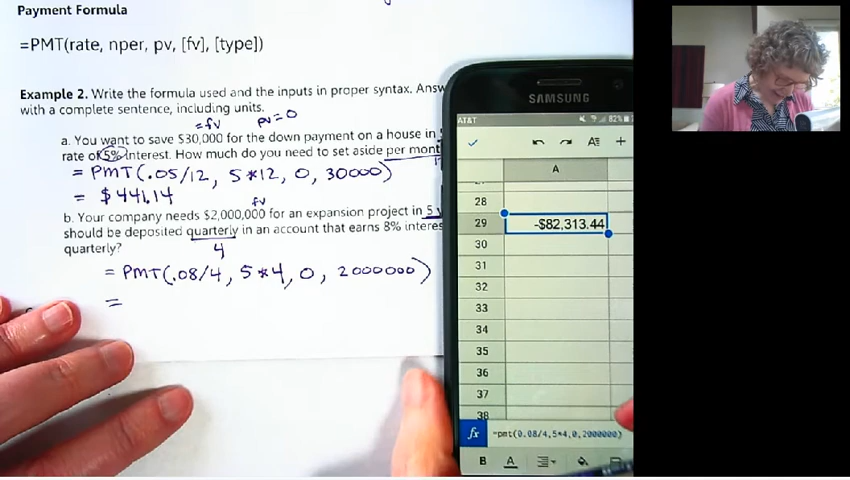 Payment Formula
=PMT(rate, nper, pv, [fv], [type])
Example 2. Write the formula used and the inputs in proper syntax.
with a complete sentence, including units.
=fv pv=0
a. You want to save $30,000 for the down payment on a house in
rate of 5% interest. How much do you need to set aside per
= PMT(.05/12, 5*12, 0, 30000)
= $441.14
fv
b. Your company needs $2,000,000 for an expansion project in 5
should be deposited quarterly in an account that earns 8%
quarterly?
4
= PMT(.08/4, 5*4, 0, 2000000)
=
SAMSUNG
AT&T 82%
A
28
29 -$82,313.44
30
31
32
33
34
35
36
37
38
fx =pmt(0.08/4,5*4,0,2000000)
B A